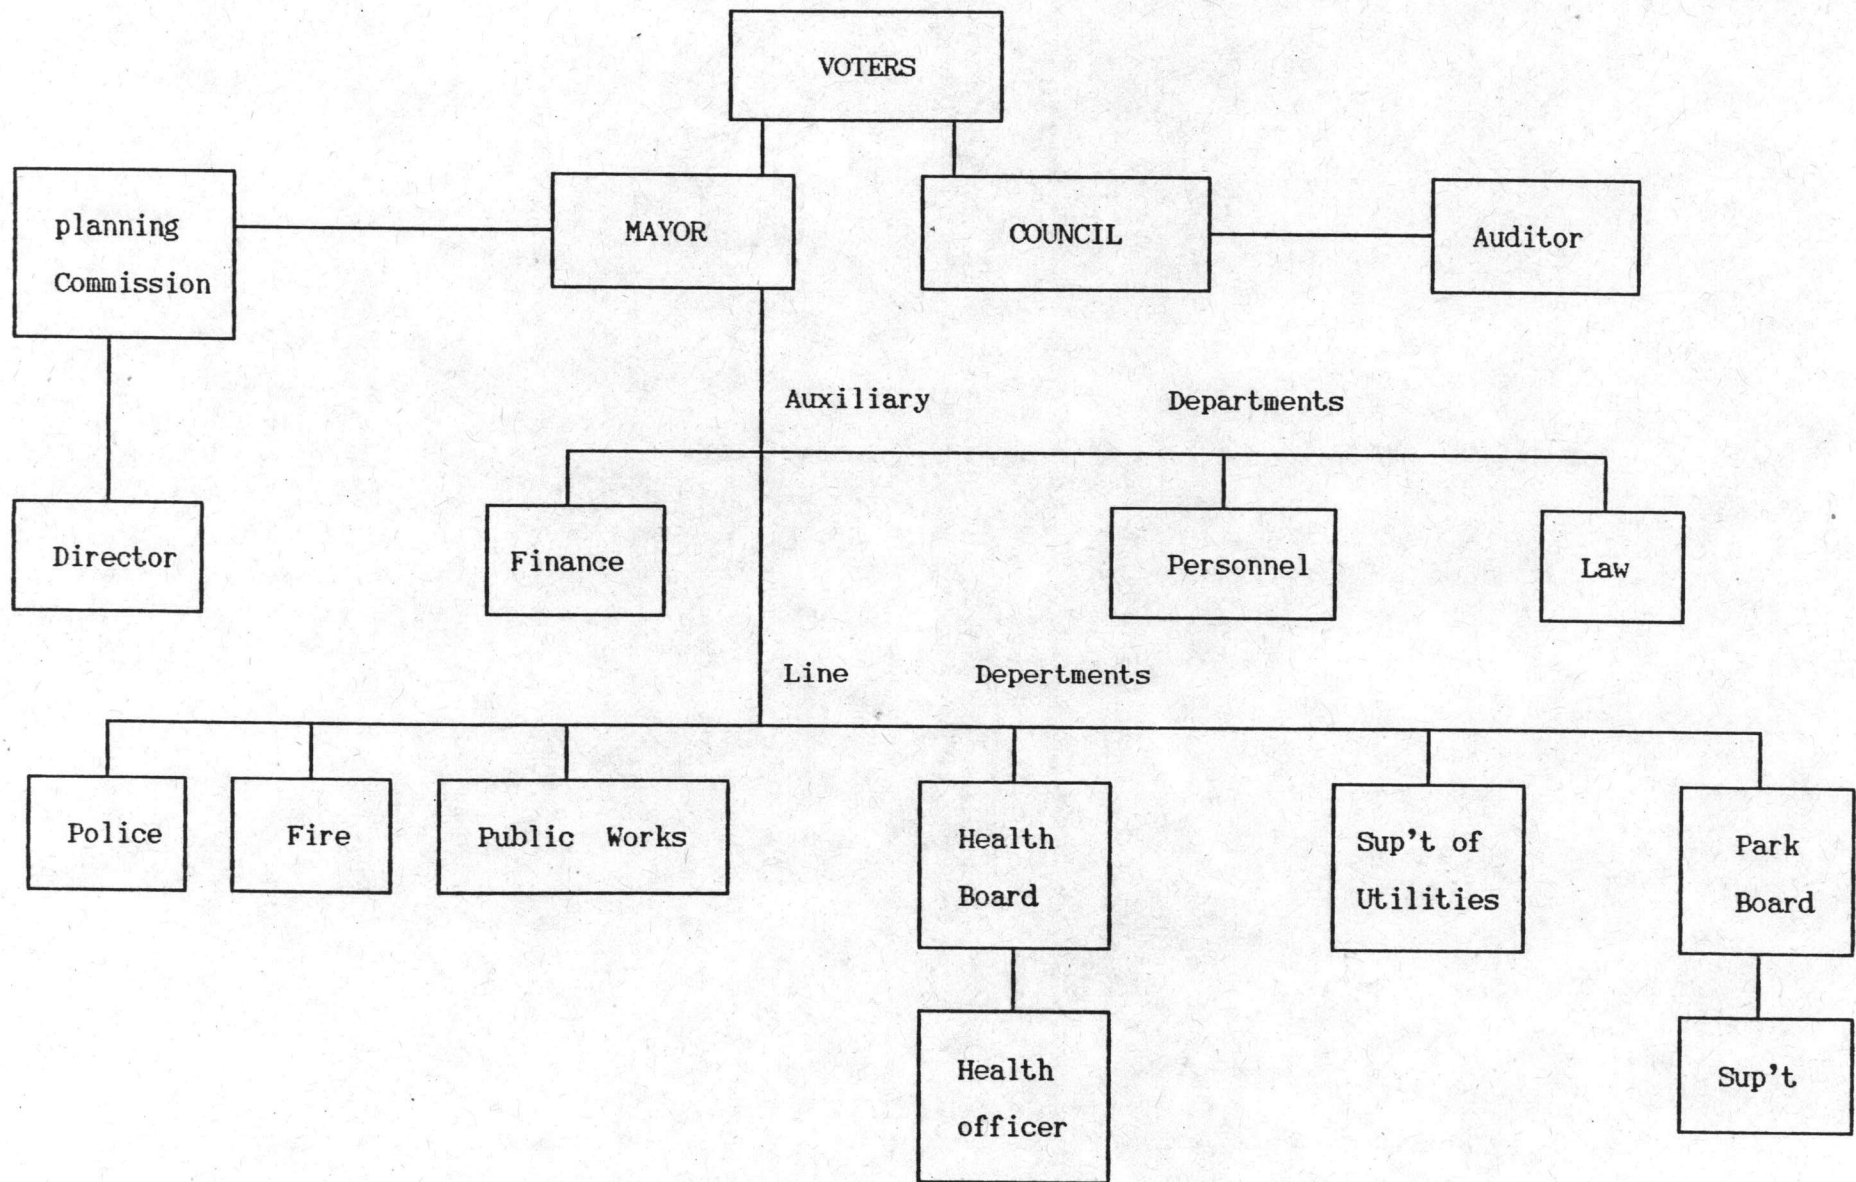 VOTERS
planning
Commission
MAYOR
COUNCIL
Auditor
Auxiliary Departments
Director
Finance
Personnel
Law
Line Depertments
Police
Fire
Public Works
Health
Board
Sup't of
Utilities
Park
Board
Health
officer
Sup't